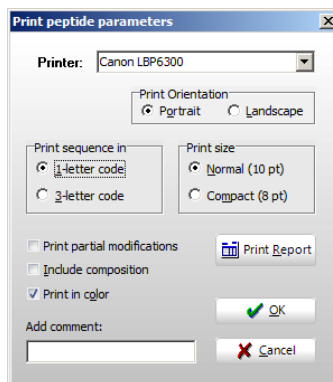 Print peptide parameters
Printer: Canon LBP6300
Print Orientation
Portrait Landscape
Print sequence in Print size
1-letter code Normal (10 pt)
3-letter code Compact (8 pt)
Print partial modifications Print Report
Include composition
Print in color
OK
Add comment:
Cancel